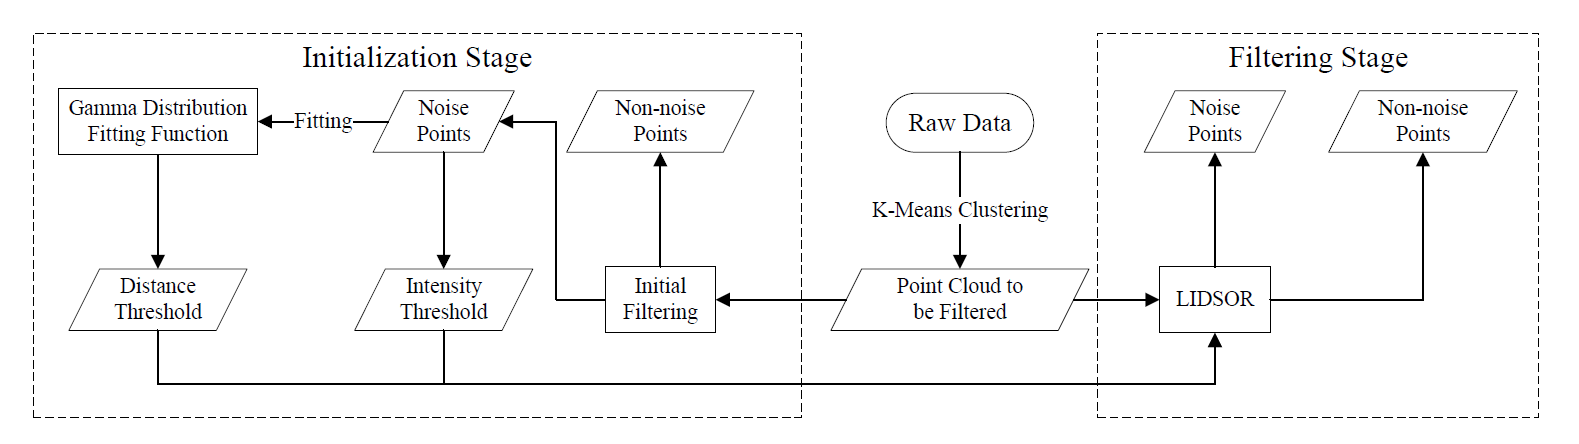 Initialization Stage
Gamma Distribution
Fitting Function
Fitting
Noise
Points
Non-noise
Points
Distance
Threshold
Intensity
Threshold
Initial
Filtering
Raw Data
K-Means Clustering
Point Cloud to
be Filtered
Filtering Stage
Noise
Points
Non-noise
Points
LIDSOR